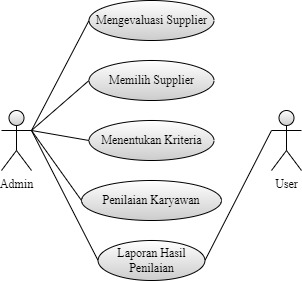 Mengevaluasi Supplier
Memilih Supplier
Menentukan Kriteria
Admin
User
Penilaian Karyawan
Laporan Hasil
Penilaian